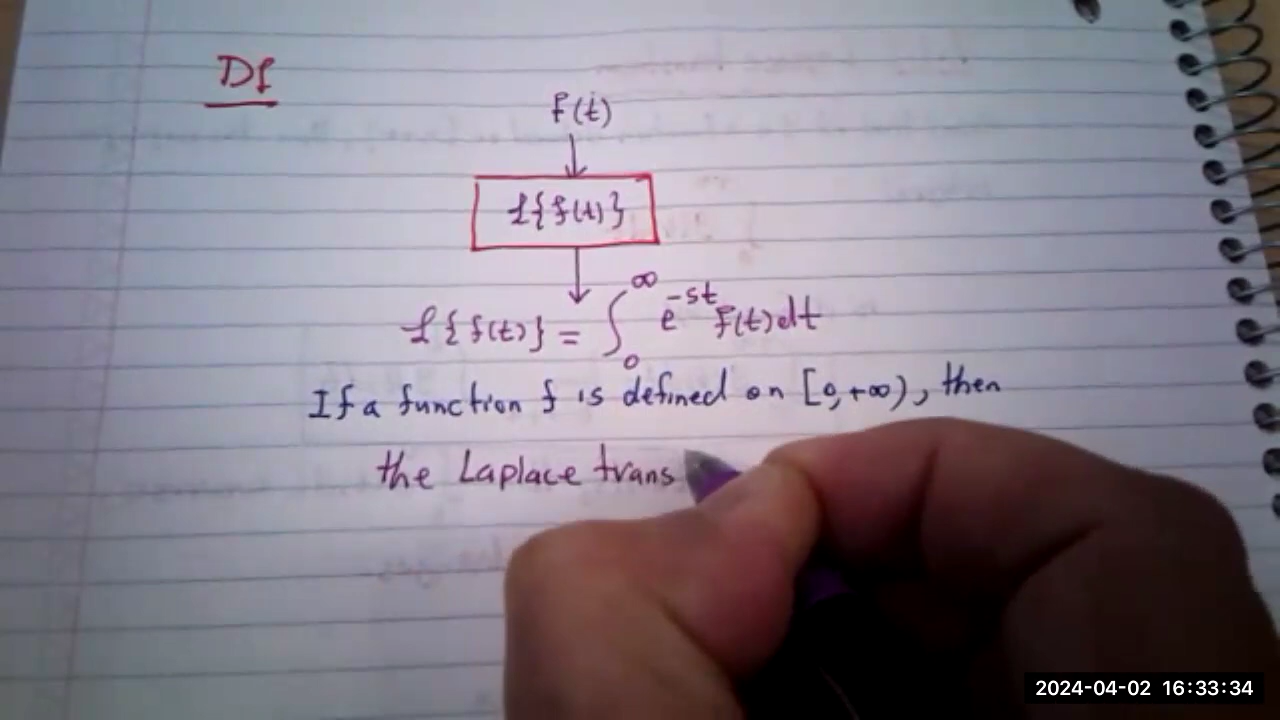 Df
f(t)
ℒ{f(t)}
ℒ{f(t)} = ∫₀^∞ e^{-st} f(t)dt
If a function f is defined on [0,+∞), then
the Laplace trans
2024-04-02 16:33:34